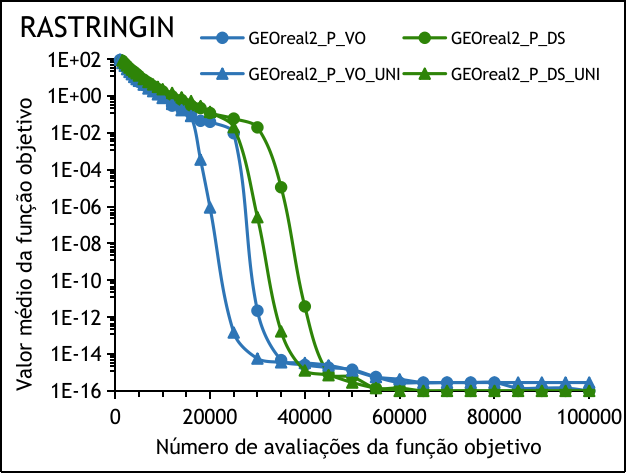 RASTRINGIN
GEOreal2_P_VO
GEOreal2_P_DS
GEOreal2_P_VO_UNI
GEOreal2_P_DS_UNI
Valor médio da função objetivo
1E+02
1E+00
1E-02
1E-04
1E-06
1E-08
1E-10
1E-12
1E-14
1E-16
0 20000 40000 60000 80000 100000
Número de avaliações da função objetivo